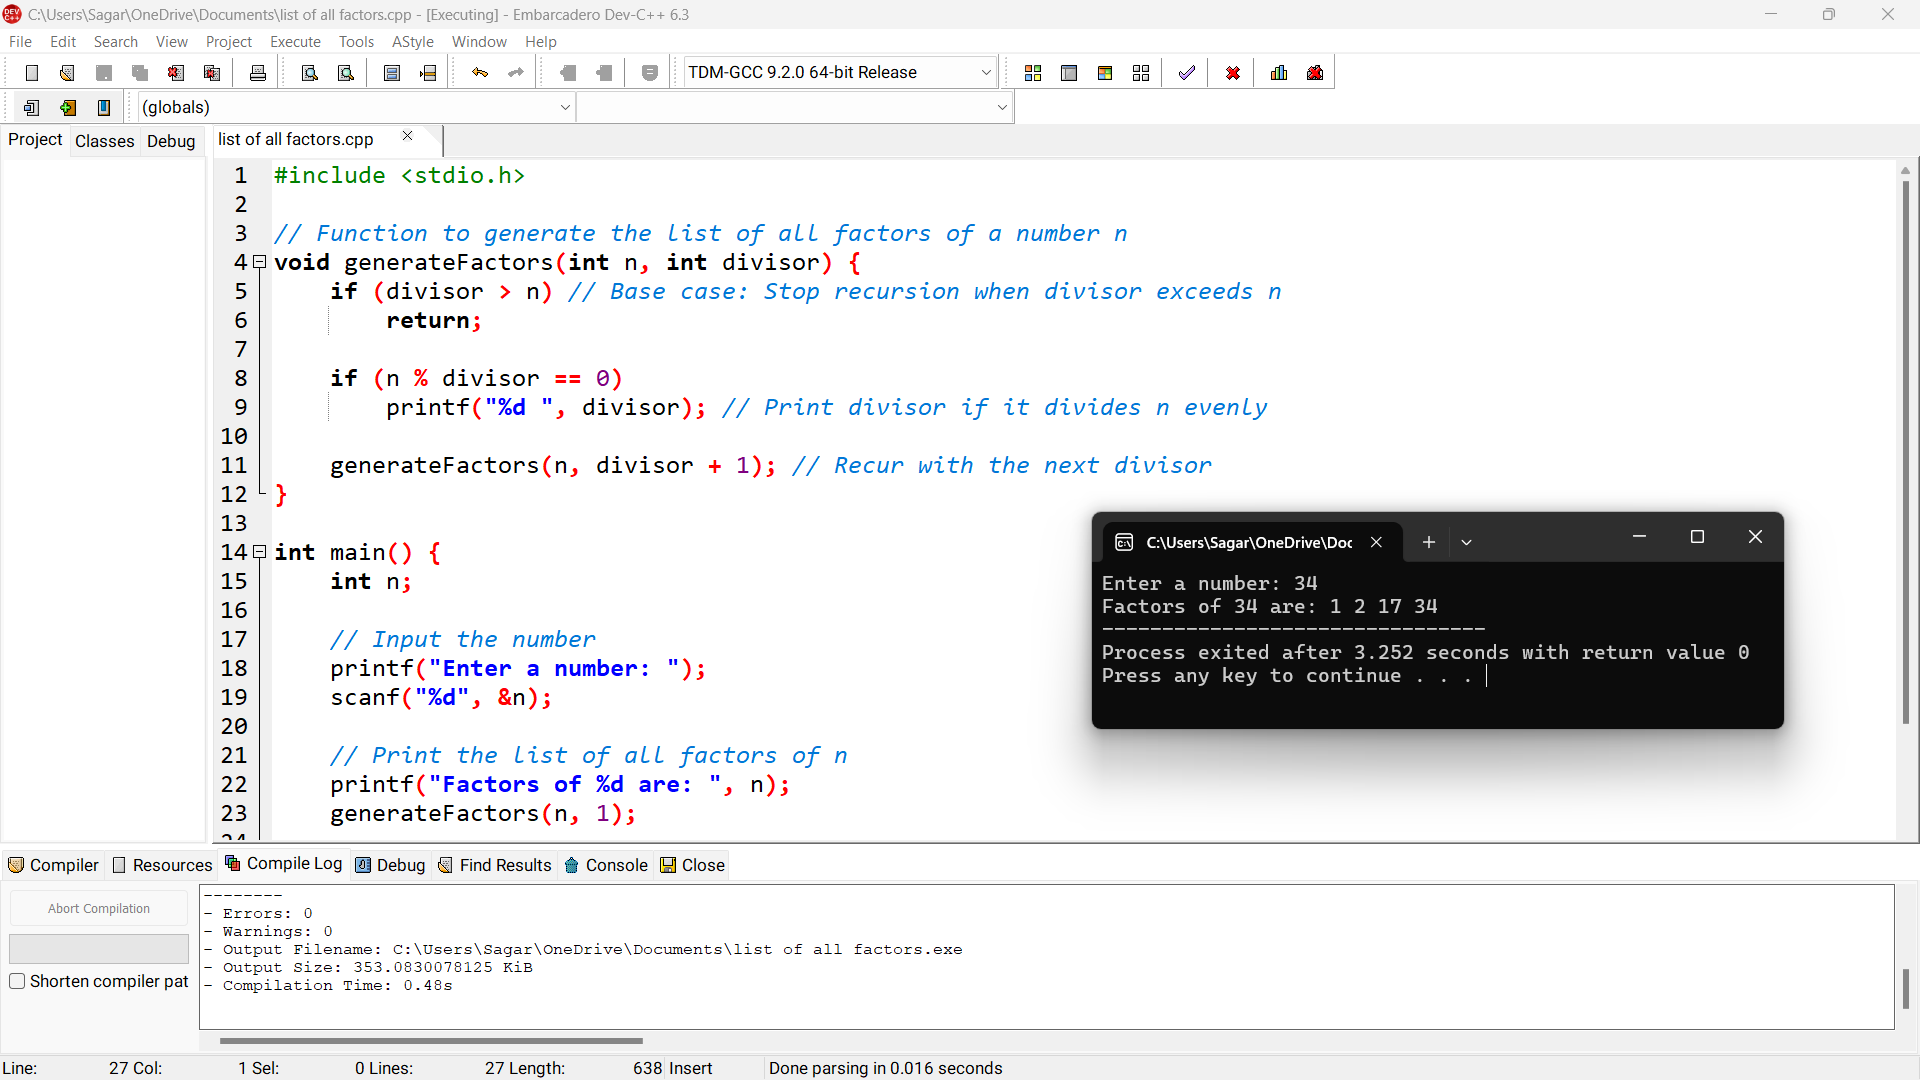 C:\Users\Sagar\OneDrive\Documents\list of all factors.cpp - [Executing] - Embarcadero Dev-C++ 6.3
File Edit Search View Project Execute Tools AStyle Window Help
TDM-GCC 9.2.0 64-bit Release
(globals)
Project Classes Debug
list of all factors.cpp
1 #include <stdio.h>
2
3 // Function to generate the list of all factors of a number n
4 void generateFactors(int n, int divisor) {
5 if (divisor > n) // Base case: Stop recursion when divisor exceeds n
6 return;
7
8 if (n % divisor == 0)
9 printf("%d ", divisor); // Print divisor if it divides n evenly
10
11 generateFactors(n, divisor + 1); // Recur with the next divisor
12 }
13
14 int main() {
15 int n;
16
17 // Input the number
18 printf("Enter a number: ");
19 scanf("%d", &n);
20
21 // Print the list of all factors of n
22 printf("Factors of %d are: ", n);
23 generateFactors(n, 1);
C:\Users\Sagar\OneDrive\Doc
Enter a number: 34
Factors of 34 are: 1 2 17 34
--------------------------------
Process exited after 3.252 seconds with return value 0
Press any key to continue . . .
Compiler Resources Compile Log Debug Find Results Console Close
Abort Compilation
Shorten compiler pat
--------
- Errors: 0
- Warnings: 0
- Output Filename: C:\Users\Sagar\OneDrive\Documents\list of all factors.exe
- Output Size: 353.0830078125 KiB
- Compilation Time: 0.48s
Line: 27 Col: 1 Sel: 0 Lines: 27 Length: 638 Insert Done parsing in 0.016 seconds